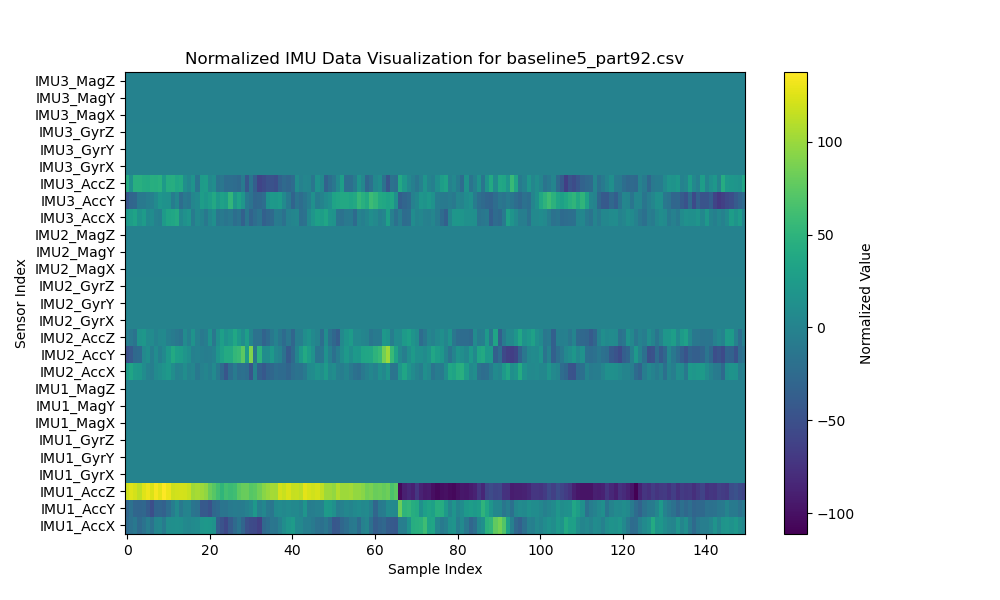 Normalized IMU Data Visualization for baseline5_part92.csv
IMU3_MagZ
IMU3_MagY
IMU3_MagX
IMU3_GyrZ
IMU3_GyrY
IMU3_GyrX
IMU3_AccZ
IMU3_AccY
IMU3_AccX
IMU2_MagZ
IMU2_MagY
IMU2_MagX
IMU2_GyrZ
IMU2_GyrY
IMU2_GyrX
IMU2_AccZ
IMU2_AccY
IMU2_AccX
IMU1_MagZ
IMU1_MagY
IMU1_MagX
IMU1_GyrZ
IMU1_GyrY
IMU1_GyrX
IMU1_AccZ
IMU1_AccY
IMU1_AccX
Sensor Index
0 20 40 60 80 100 120 140
Sample Index
100
50
0
−50
−100
Normalized Value